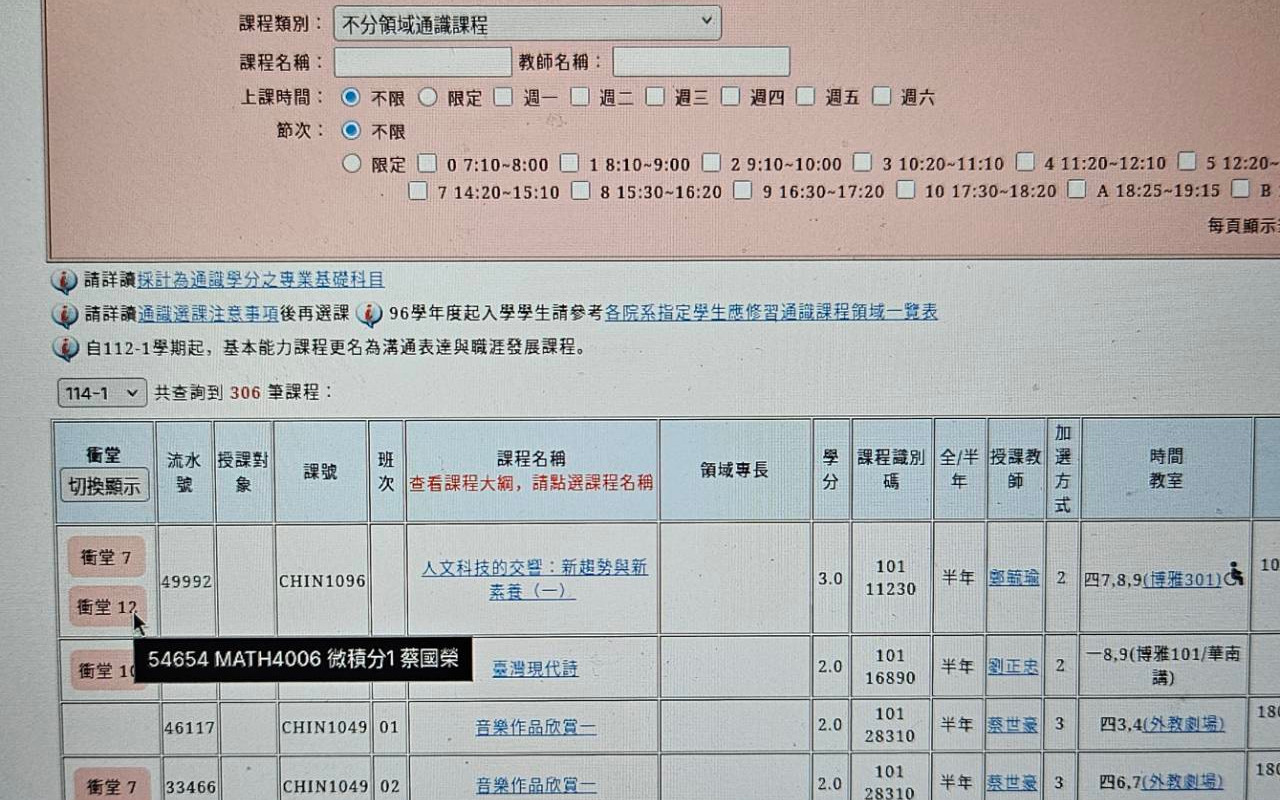 課程類別： 不分領域通識課程
課程名稱： 教師名稱：
上課時間： 不限 限定 週一 週二 週三 週四 週五 週六
節次： 不限
限定 0 7:10~8:00 1 8:10~9:00 2 9:10~10:00 3 10:20~11:10 4 11:20~12:10 5 12:20~
7 14:20~15:10 8 15:30~16:20 9 16:30~17:20 10 17:30~18:20 A 18:25~19:15 B
每頁顯示
請詳讀採計為通識學分之專業基礎科目
請詳讀通識選課注意事項後再選課 96學年度起入學學生請參考各院系指定學生應修習通識課程領域一覽表
自112-1學期起，基本能力課程更名為溝通表達與職涯發展課程。
114-1 共查詢到 306 筆課程：
衝堂
切換顯示
流水
號
授課對
象
課號
班
次
課程名稱
查看課程大綱，請點選課程名稱
領域專長
學
分
課程識別
碼
全/半
年
授課教
師
加
選
方
式
時間
教室
衝堂 7
衝堂 12
49992
CHIN1096
人文科技的交響：新趨勢與新
素養（一）
3.0
101
11230
半年
鄭毓瑜
2
四7,8,9(博雅301)
10
54654 MATH4006 微積分1 蔡國榮
衝堂 10
臺灣現代詩
2.0
101
16890
半年
劉正忠
2
一8,9(博雅101/華南
講)
46117
CHIN1049
01
音樂作品欣賞一
2.0
101
28310
半年
蔡世豪
3
四3,4(外教劇場)
180
衝堂 7
33466
CHIN1049
02
音樂作品欣賞一
2.0
101
28310
半年
蔡世豪
3
四6,7(外教劇場)
180